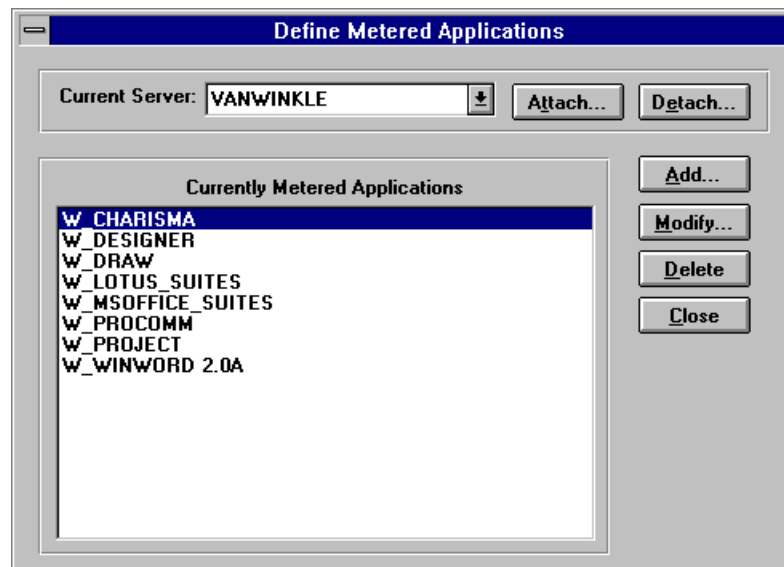 Define Metered Applications
Current Server: VANWINKLE Attach... Detach...
Currently Metered Applications
W_CHARISMA
W_DESIGNER
W_DRAW
W_LOTUS_SUITES
W_MSOFFICE_SUITES
W_PROCOMM
W_PROJECT
W_WINWORD 2.0A
Add...
Modify...
Delete
Close